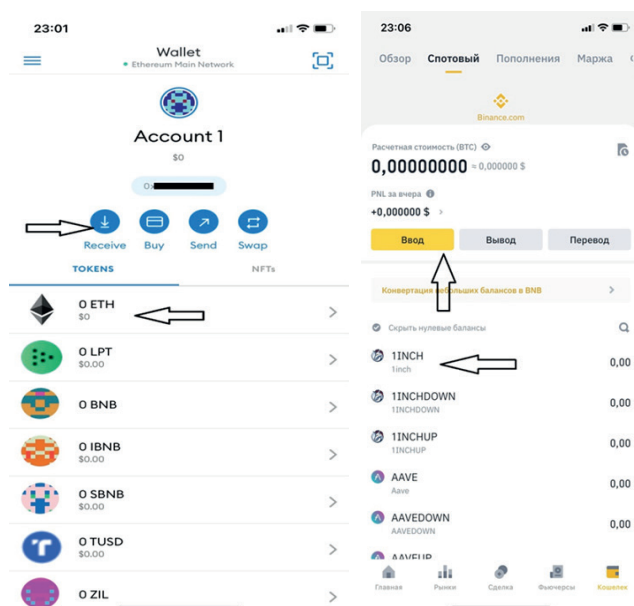 23:01
Wallet
Ethereum Main Network
Account 1
$0
0x
Receive Buy Send Swap
TOKENS NFTs
0 ETH
$0
0 LPT
$0.00
0 BNB
0 IBNB
$0.00
0 SBNB
$0.00
0 TUSD
$0.00
0 ZIL
23:06
Обзор Спотовый Пополнения Маржа
Binance.com
Расчетная стоимость (BTC)
0,00000000 ≈ 0,000000 $
PNL за вчера
+0,000000 $ >
Ввод Вывод Перевод
Конвертация небольших балансов в BNB
Скрыть нулевые балансы
1INCH 0,00
1inch
1INCHDOWN 0,00
1INCHDOWN
1INCHUP 0,00
1INCHUP
AAVE 0,00
Aave
AAVEDOWN 0,00
AAVEDOWN
AAVEUP
Главная Рынки Сделка Фьючерсы Кошелек